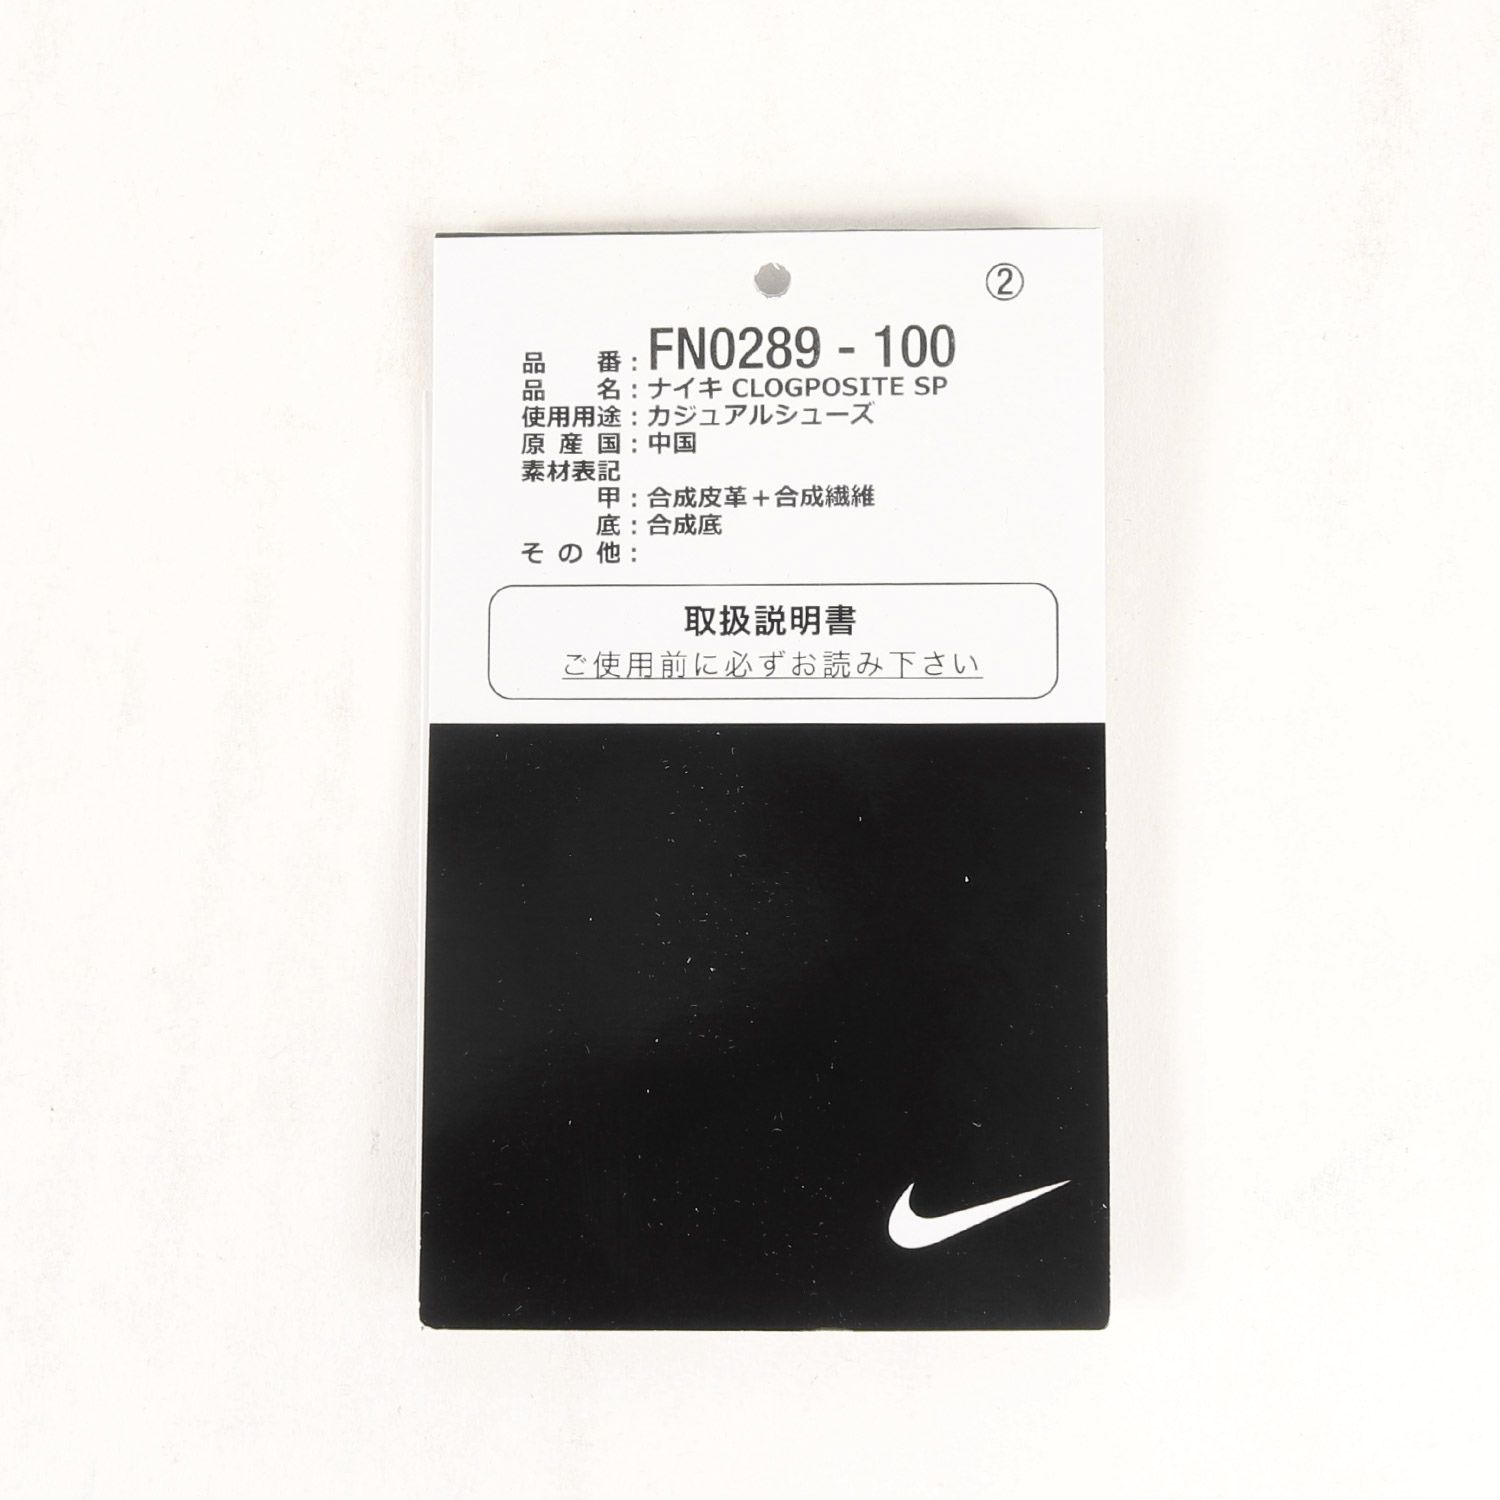 ②
品番：FN0289 - 100
品名：ナイキ CLOGPOSITE SP
使用用途：カジュアルシューズ
原産国：中国
素材表記
甲：合成皮革＋合成繊維
底：合成底
その他：
取扱説明書
ご使用前に必ずお読み下さい